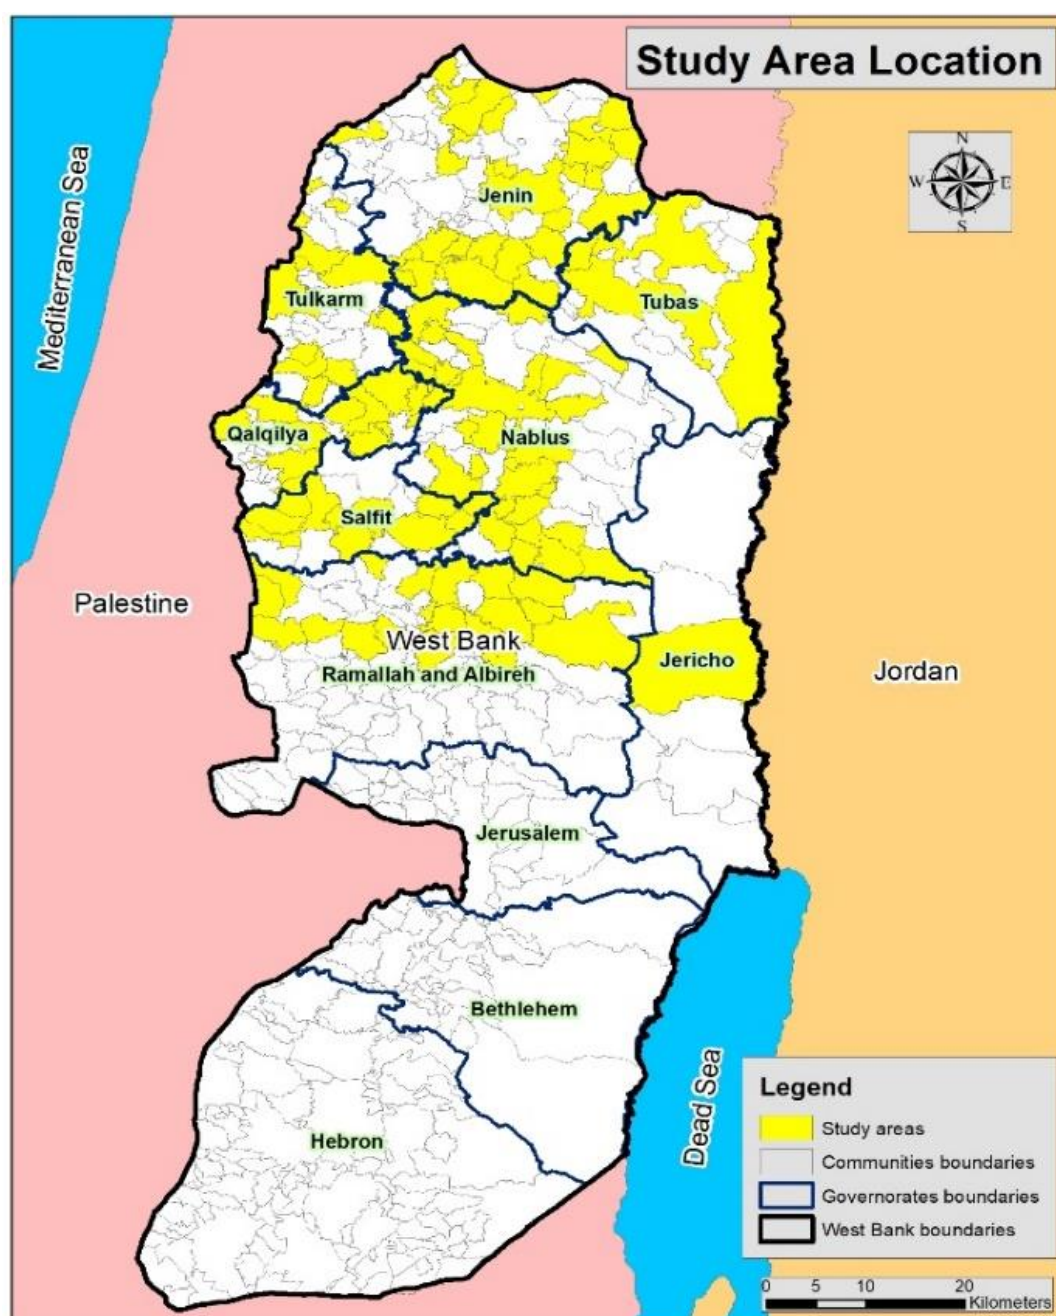 Study Area Location
N
W E
S
Mediterranean Sea
Jenin
Tulkarm
Tubas
Qalqilya
Nablus
Salfit
Palestine
West Bank
Jericho
Ramallah and Albireh
Jordan
Jerusalem
Bethlehem
Hebron
Dead Sea
Legend
Study areas
Communities boundaries
Governorates boundaries
West Bank boundaries
0 5 10 20
Kilometers